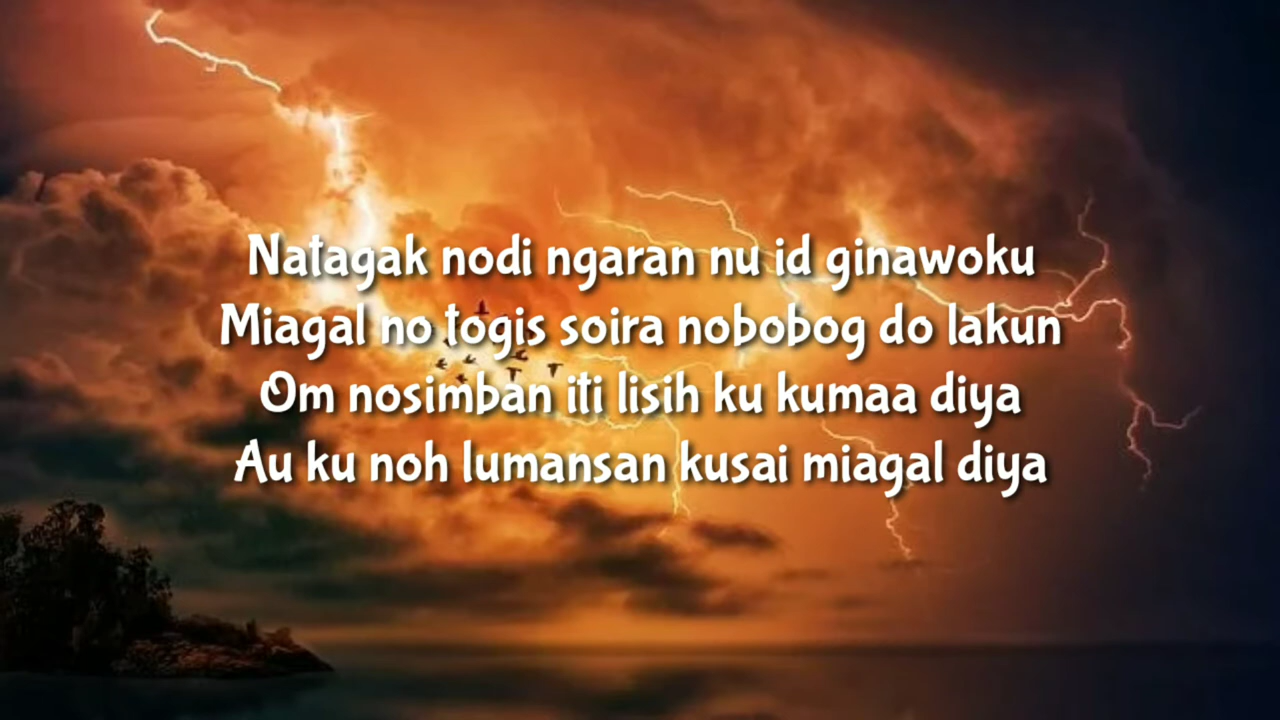 Natagak nodi ngaran nu id ginawoku
Miagal no togis soira nobobog do lakun
Om nosimban iti lisih ku kumaa diya
Au ku noh lumansan kusai miagal diya